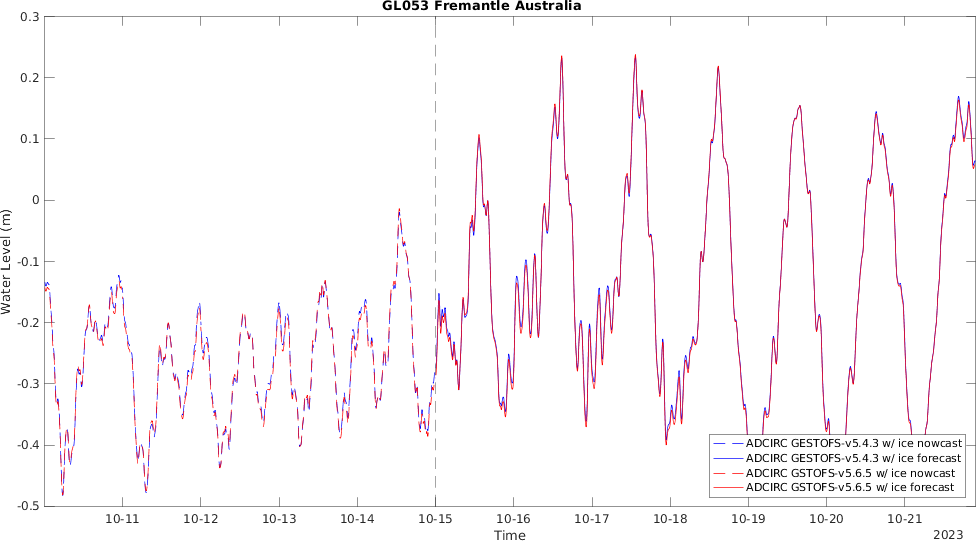 GL053 Fremantle Australia
0.3
0.2
0.1
0
-0.1
-0.2
-0.3
-0.4
-0.5
Water Level (m)
ADCIRC GESTOFS-v5.4.3 w/ ice nowcast
ADCIRC GESTOFS-v5.4.3 w/ ice forecast
ADCIRC GSTOFS-v5.6.5 w/ ice nowcast
ADCIRC GSTOFS-v5.6.5 w/ ice forecast
10-11 10-12 10-13 10-14 10-15 10-16 10-17 10-18 10-19 10-20 10-21
Time
2023